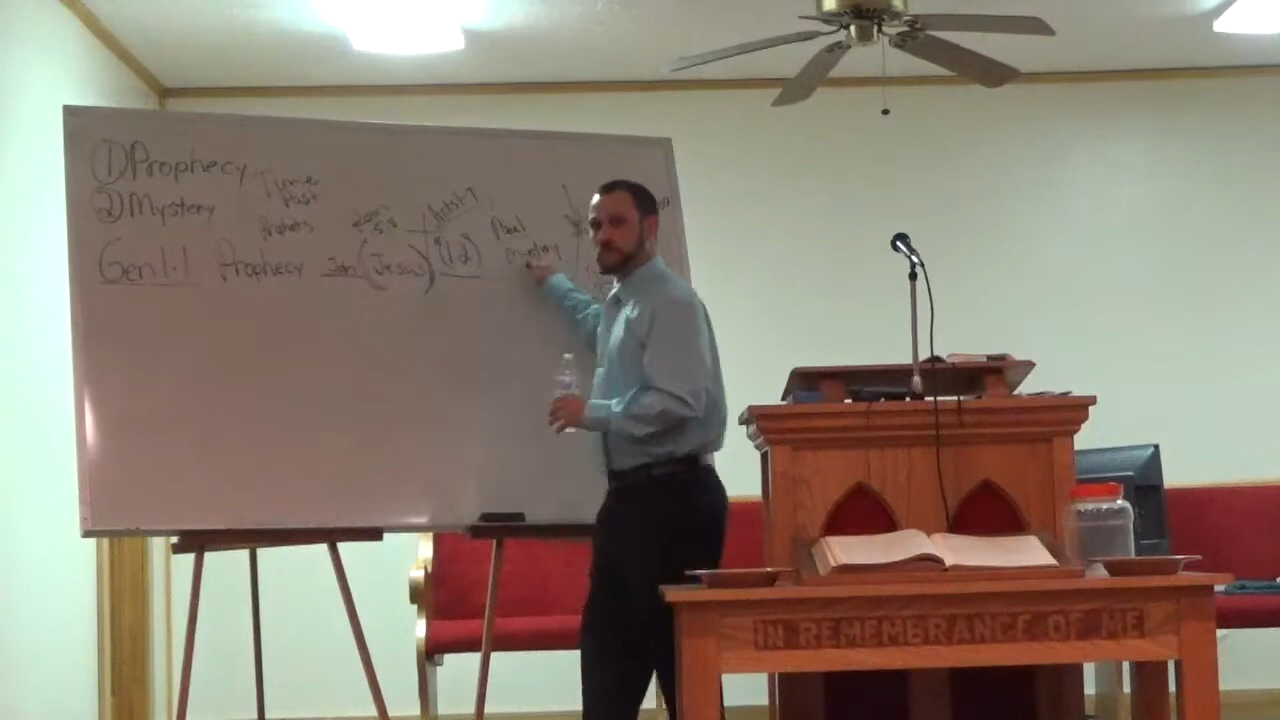 ① Prophecy Time Past
② Mystery Prophets
Gen 1:1 Prophecy John (Jesus) "(12)" Paul Mystery
Acts 1
IN REMEMBRANCE OF ME